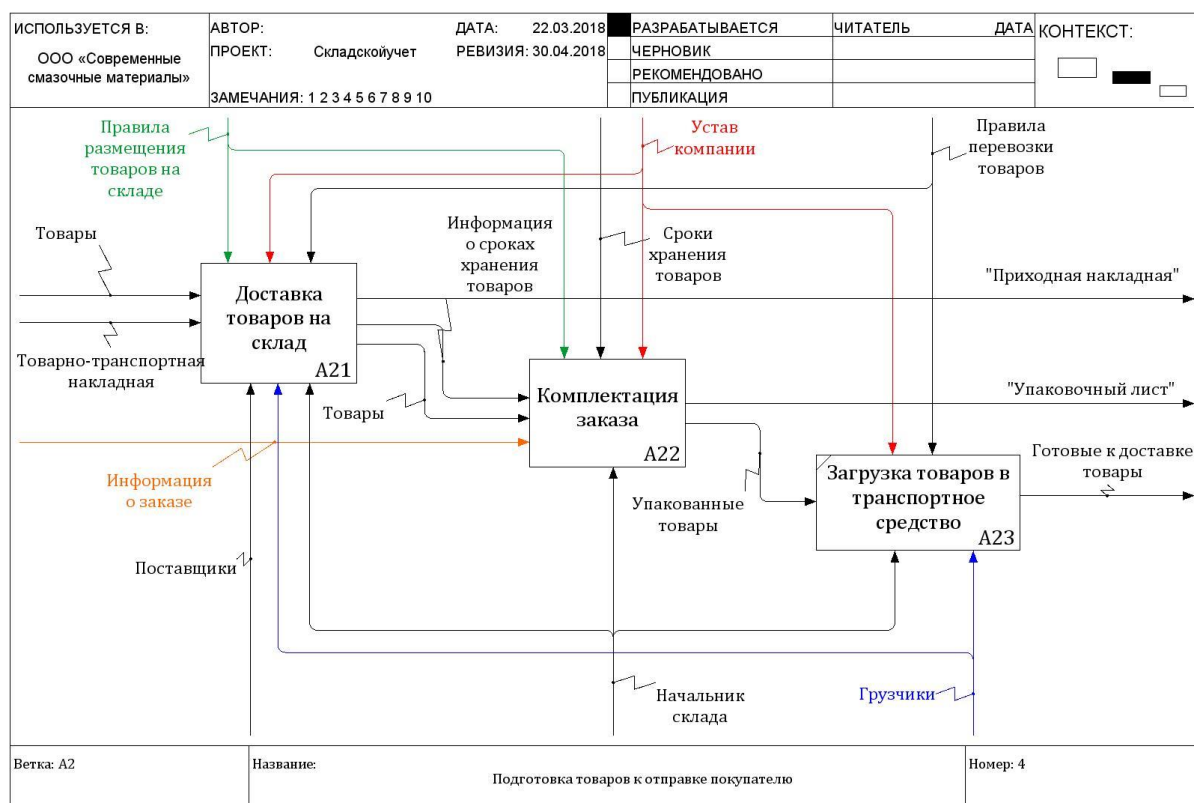 ИСПОЛЬЗУЕТСЯ В:
ООО «Современные
смазочные материалы»
АВТОР:
ДАТА: 22.03.2018
ПРОЕКТ: Складскойучет
РЕВИЗИЯ: 30.04.2018
ЗАМЕЧАНИЯ: 1 2 3 4 5 6 7 8 9 10
РАЗРАБАТЫВАЕТСЯ
ЧЕРНОВИК
РЕКОМЕНДОВАНО
ПУБЛИКАЦИЯ
ЧИТАТЕЛЬ
ДАТА
КОНТЕКСТ:
Правила
размещения
товаров на
складе
Устав
компании
Правила
перевозки
товаров
Товары
Информация
о сроках
хранения
товаров
Сроки
хранения
товаров
"Приходная накладная"
Доставка
товаров на
склад
A21
Товарно-транспортная
накладная
Товары
Комплектация
заказа
A22
"Упаковочный лист"
Информация
о заказе
Упакованные
товары
Загрузка товаров в
транспортное
средство
A23
Готовые к доставке
товары
Поставщики
Начальник
склада
Грузчики
Ветка: A2
Название:
Подготовка товаров к отправке покупателю
Номер: 4